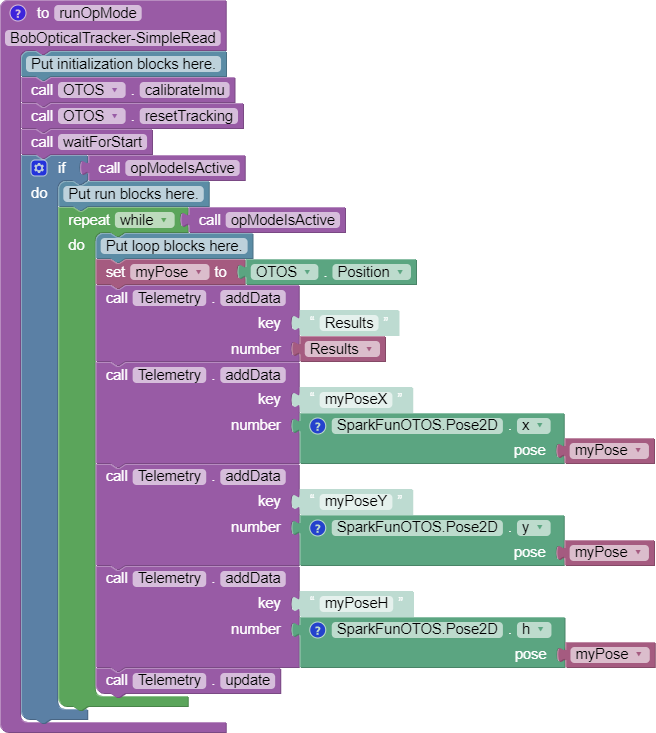 ? to runOpMode
BobOpticalTracker-SimpleRead
Put initialization blocks here.
call OTOS . calibrateImu
call OTOS . resetTracking
call waitForStart
if call opModeIsActive
do Put run blocks here.
repeat while call opModeIsActive
do Put loop blocks here.
set myPose to OTOS . Position
call Telemetry . addData
key “ Results ”
number Results
call Telemetry . addData
key “ myPoseX ”
number ? SparkFunOTOS.Pose2D . x
pose myPose
call Telemetry . addData
key “ myPoseY ”
number ? SparkFunOTOS.Pose2D . y
pose myPose
call Telemetry . addData
key “ myPoseH ”
number ? SparkFunOTOS.Pose2D . h
pose myPose
call Telemetry . update